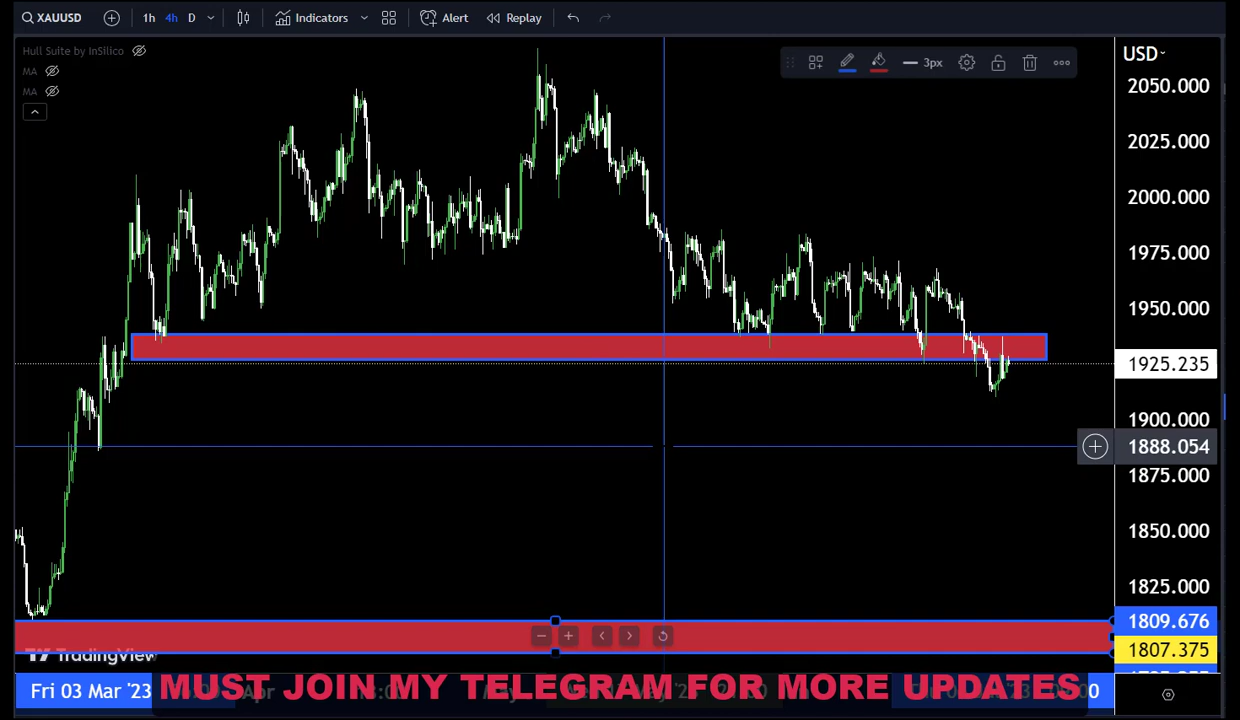 XAUUSD 1h 4h D Indicators Alert Replay
Hull Suite by InSilico
MA
MA
3px
USD
2050.000
2025.000
2000.000
1975.000
1950.000
1925.235
1900.000
1888.054
1875.000
1850.000
1825.000
1809.676
1807.375
TradingView
Fri 03 Mar '23
Apr
May
MUST JOIN MY TELEGRAM FOR MORE UPDATES